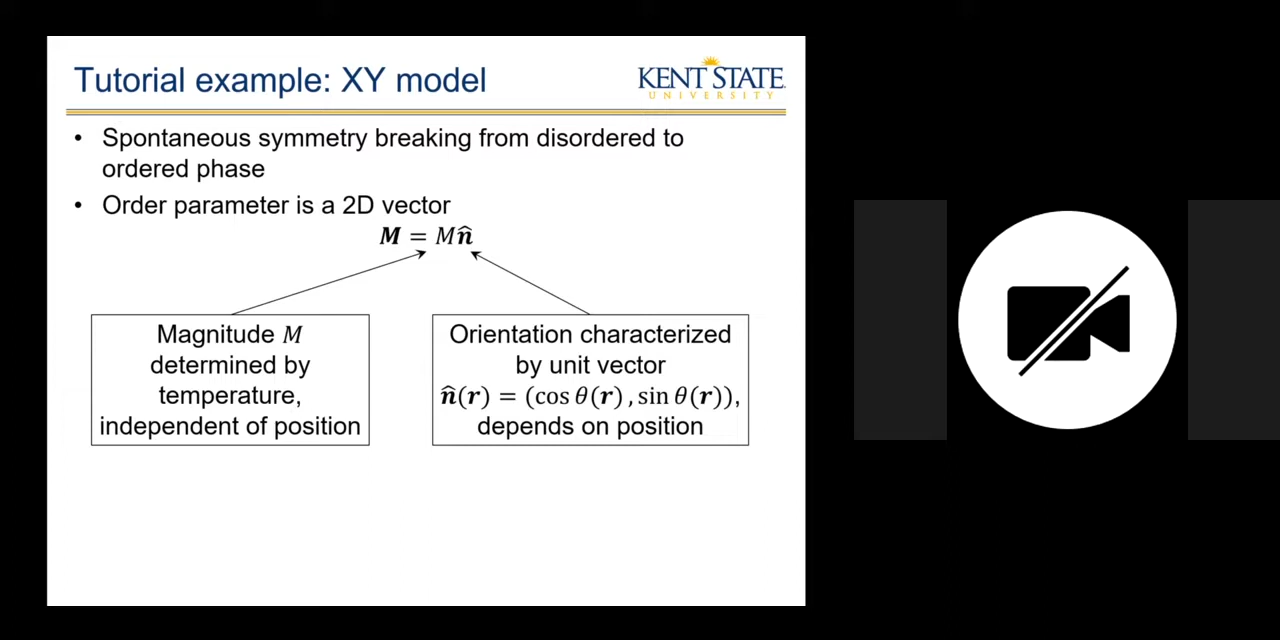 Tutorial example: XY model
KENT STATE
UNIVERSITY
• Spontaneous symmetry breaking from disordered to
ordered phase
• Order parameter is a 2D vector
𝑴 = 𝑀𝒏̂
Magnitude 𝑀
determined by
temperature,
independent of position
Orientation characterized
by unit vector
𝒏̂(𝒓) = (cos 𝜃(𝒓) , sin 𝜃(𝒓)),
depends on position